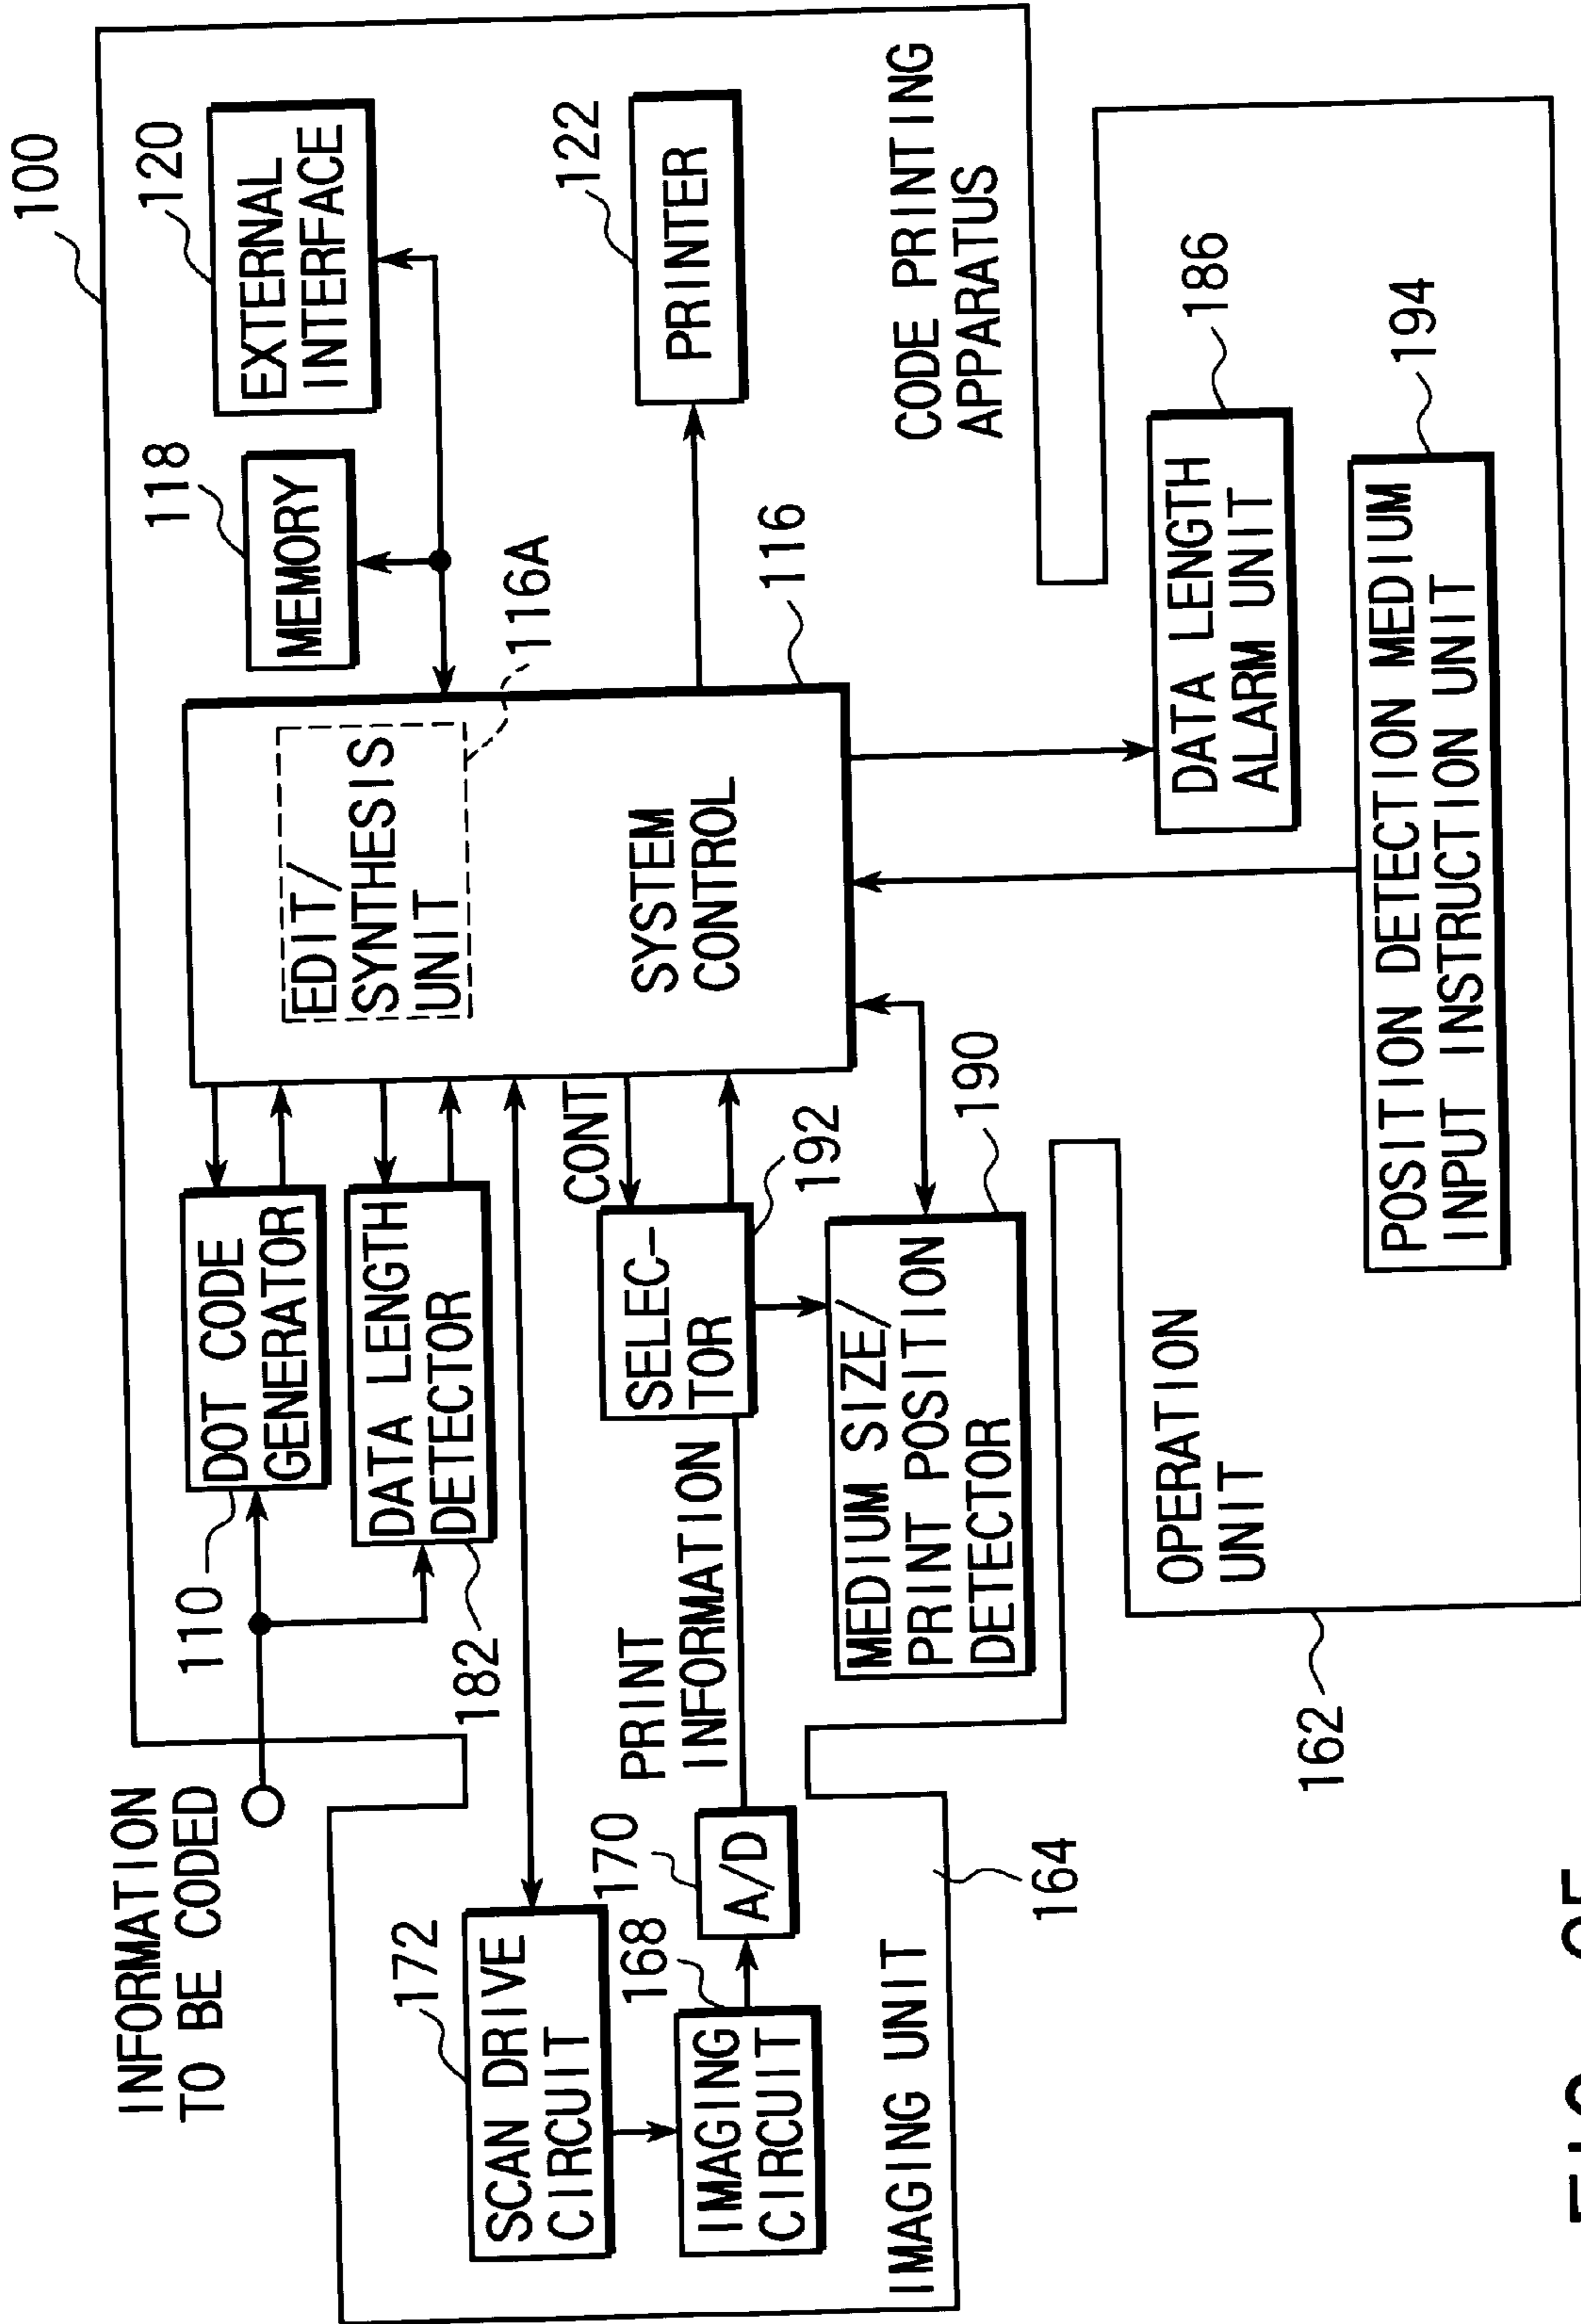 100
INFORMATION
TO BE CODED
110
DOT CODE
GENERATOR
182
DATA LENGTH
DETECTOR
EDIT/
SYNTHESIS
UNIT
116A
SYSTEM
CONTROL
116
118
MEMORY
120
EXTERNAL
INTERFACE
122
PRINTER
CODE PRINTING
APPARATUS
172
SCAN DRIVE
CIRCUIT
168
IMAGING
CIRCUIT
170
A/D
IMAGING UNIT
164
PRINT
INFORMATION
CONT
SELEC-
TOR
192
MEDIUM SIZE/
PRINT POSITION
DETECTOR
190
OPERATION
UNIT
162
DATA LENGTH
ALARM UNIT
186
POSITION DETECTION MEDIUM
INPUT INSTRUCTION UNIT
194